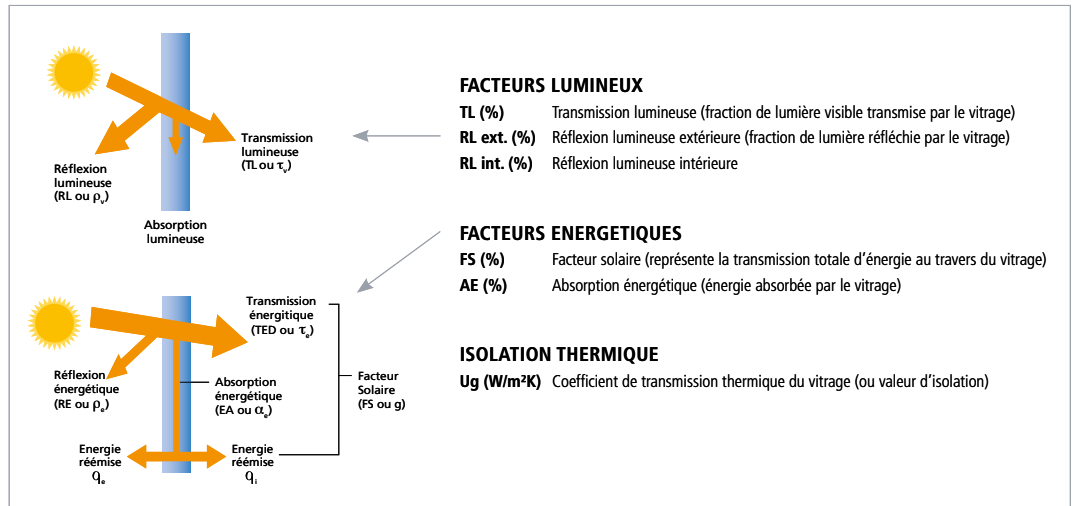 Transmission
lumineuse
(TL ou τv)
Réflexion
lumineuse
(RL ou ρv)
Absorption
lumineuse
Transmission
énergitique
(TED ou τe)
Réflexion
énergétique
(RE ou ρe)
Absorption
énergétique
(EA ou αe)
Facteur
Solaire
(FS ou g)
Energie
réémise
qe
Energie
réémise
qi
FACTEURS LUMINEUX
TL (%) Transmission lumineuse (fraction de lumière visible transmise par le vitrage)
RL ext. (%) Réflexion lumineuse extérieure (fraction de lumière réfléchie par le vitrage)
RL int. (%) Réflexion lumineuse intérieure
FACTEURS ENERGETIQUES
FS (%) Facteur solaire (représente la transmission totale d'énergie au travers du vitrage)
AE (%) Absorption énergétique (énergie absorbée par le vitrage)
ISOLATION THERMIQUE
Ug (W/m²K) Coefficient de transmission thermique du vitrage (ou valeur d'isolation)